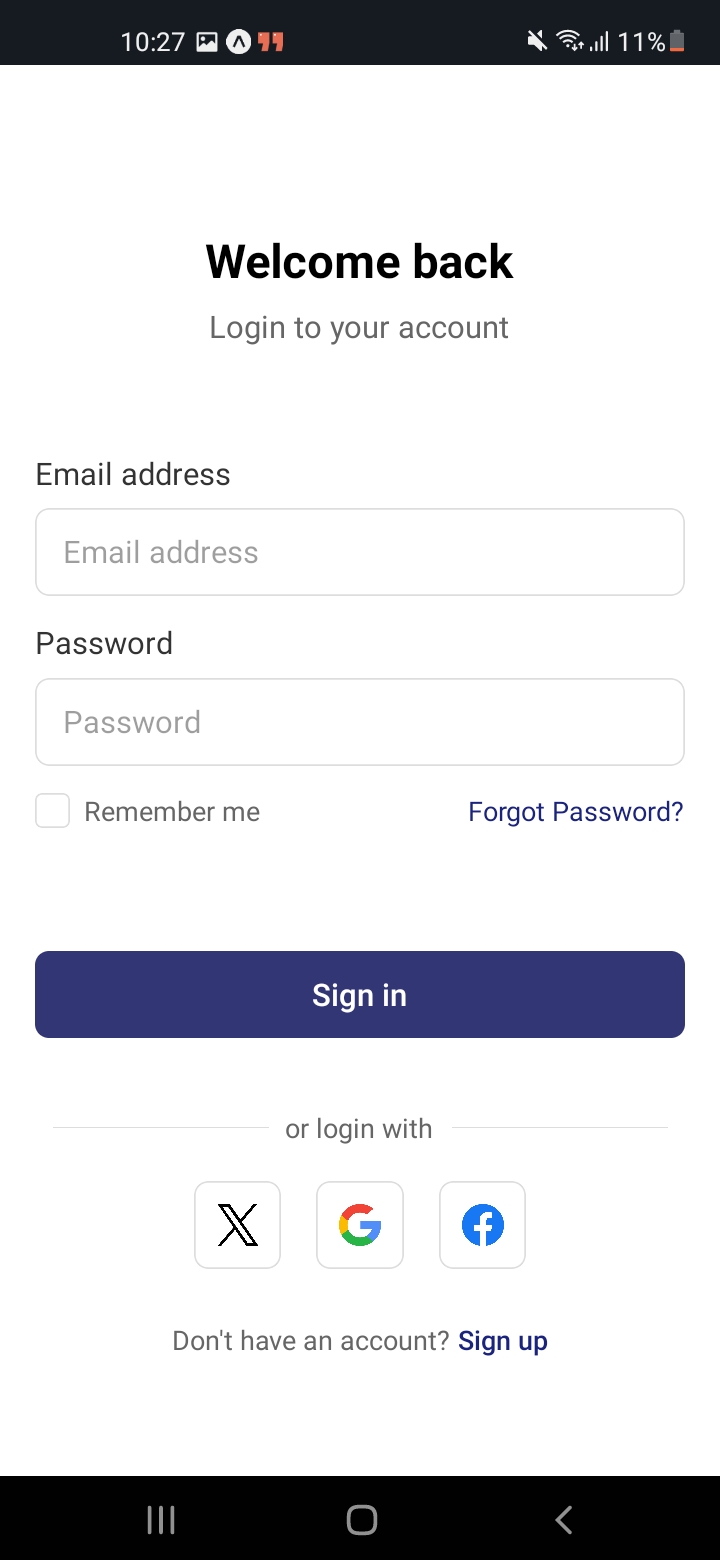 10:27 11%
Welcome back
Login to your account
Email address
Email address
Password
Password
Remember me Forgot Password?
Sign in
or login with
Don't have an account? Sign up